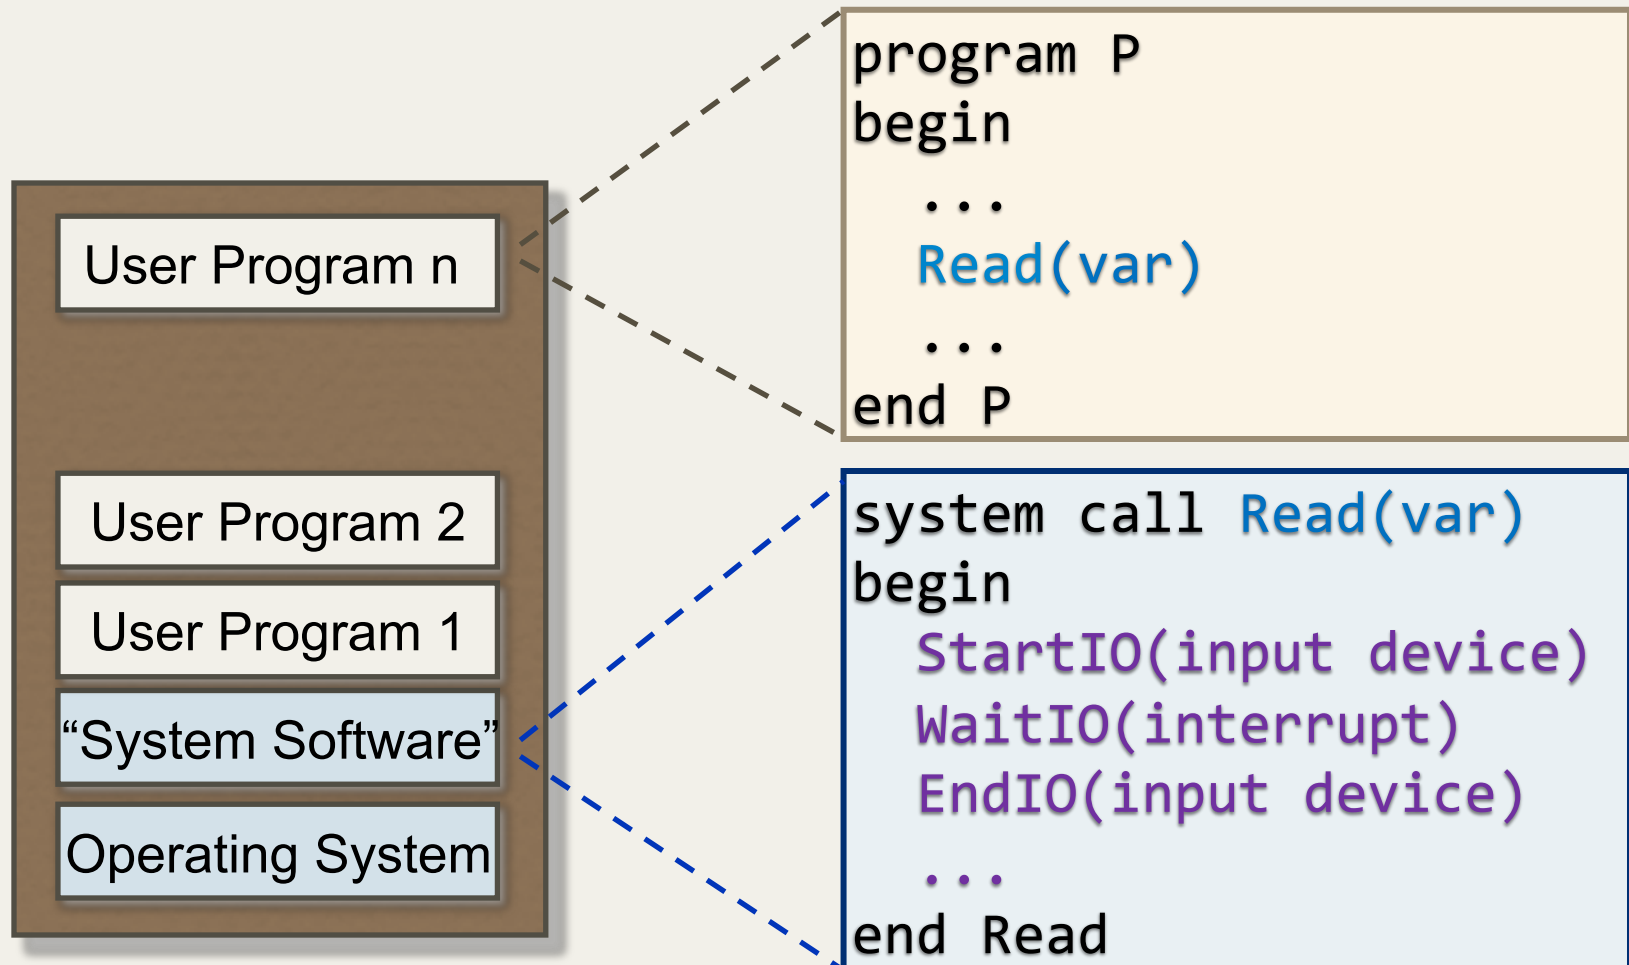 User Program n
User Program 2
User Program 1
“System Software”
Operating System
program P
begin
...
Read(var)
...
end P
system call Read(var)
begin
StartIO(input device)
WaitIO(interrupt)
EndIO(input device)
...
end Read